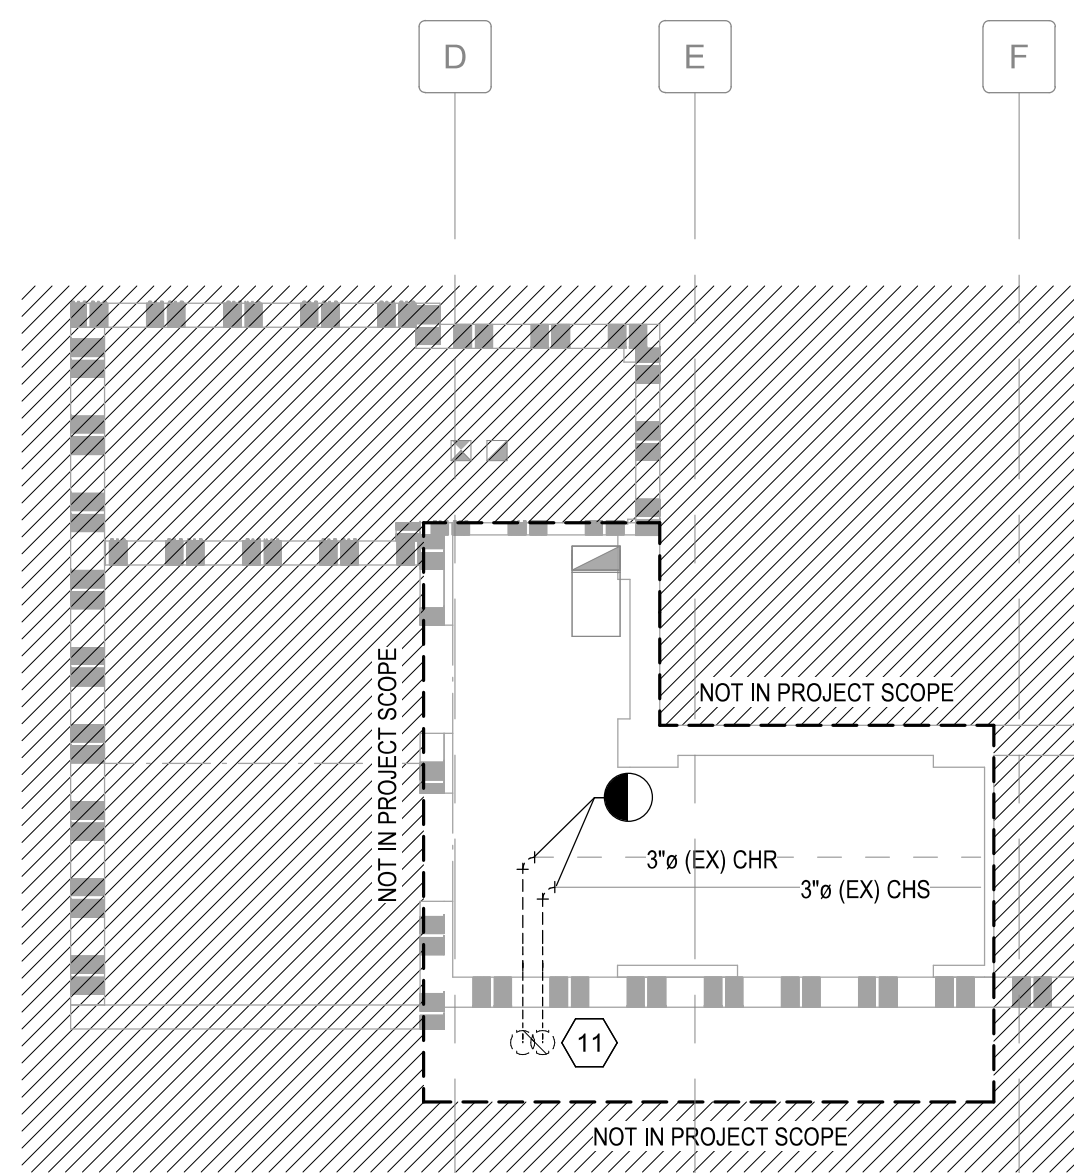 D
E
F
NOT IN PROJECT SCOPE
NOT IN PROJECT SCOPE
3"ø (EX) CHR
3"ø (EX) CHS
11
NOT IN PROJECT SCOPE